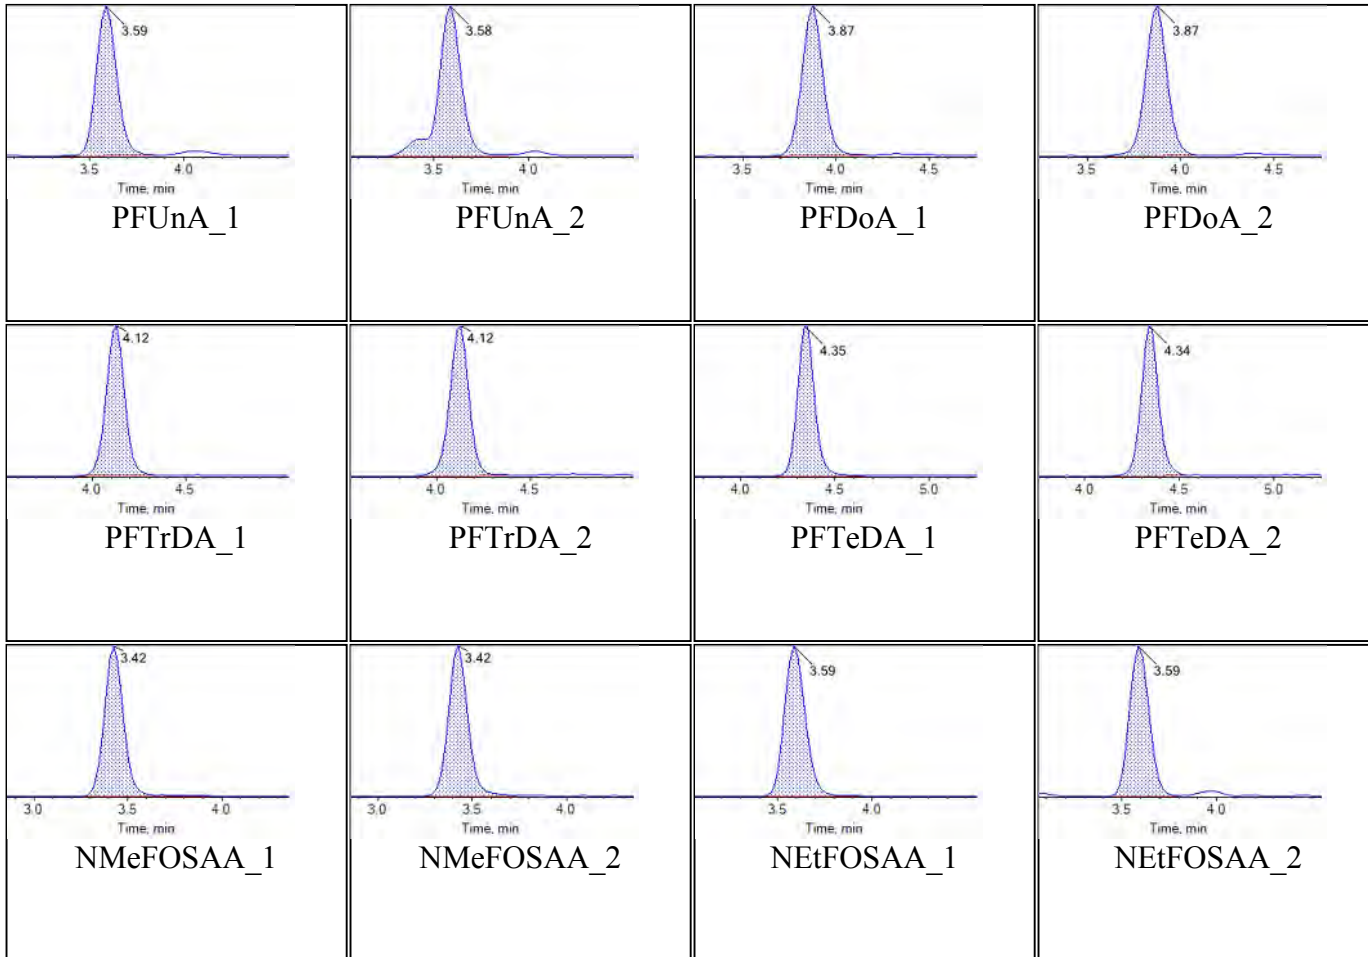 3.59
3.5 4.0
Time, min
PFUnA_1
3.58
3.5 4.0
Time, min
PFUnA_2
3.87
3.5 4.0 4.5
Time, min
PFDoA_1
3.87
3.5 4.0 4.5
Time, min
PFDoA_2
4.12
4.0 4.5
Time, min
PFTrDA_1
4.12
4.0 4.5
Time, min
PFTrDA_2
4.35
4.0 4.5 5.0
Time, min
PFTeDA_1
4.34
4.0 4.5 5.0
Time, min
PFTeDA_2
3.42
3.0 3.5 4.0
Time, min
NMeFOSAA_1
3.42
3.0 3.5 4.0
Time, min
NMeFOSAA_2
3.59
3.5 4.0
Time, min
NEtFOSAA_1
3.59
3.5 4.0
Time, min
NEtFOSAA_2